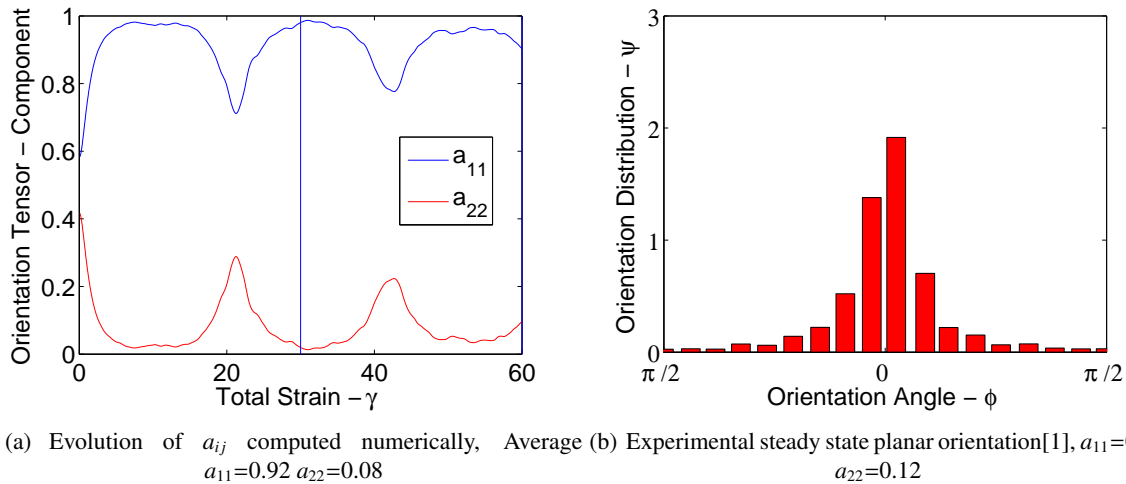 Orientation Tensor – Component
1
0.8
0.6
0.4
0.2
0
0
20
40
60
Total Strain – γ
a11
a22
Orientation Distribution – ψ
3
2
1
0
π /2
0
π /2
Orientation Angle – ϕ
(a) Evolution of aij computed numerically, Average
a11=0.92 a22=0.08
(b) Experimental steady state planar orientation[1], a11=
a22=0.12